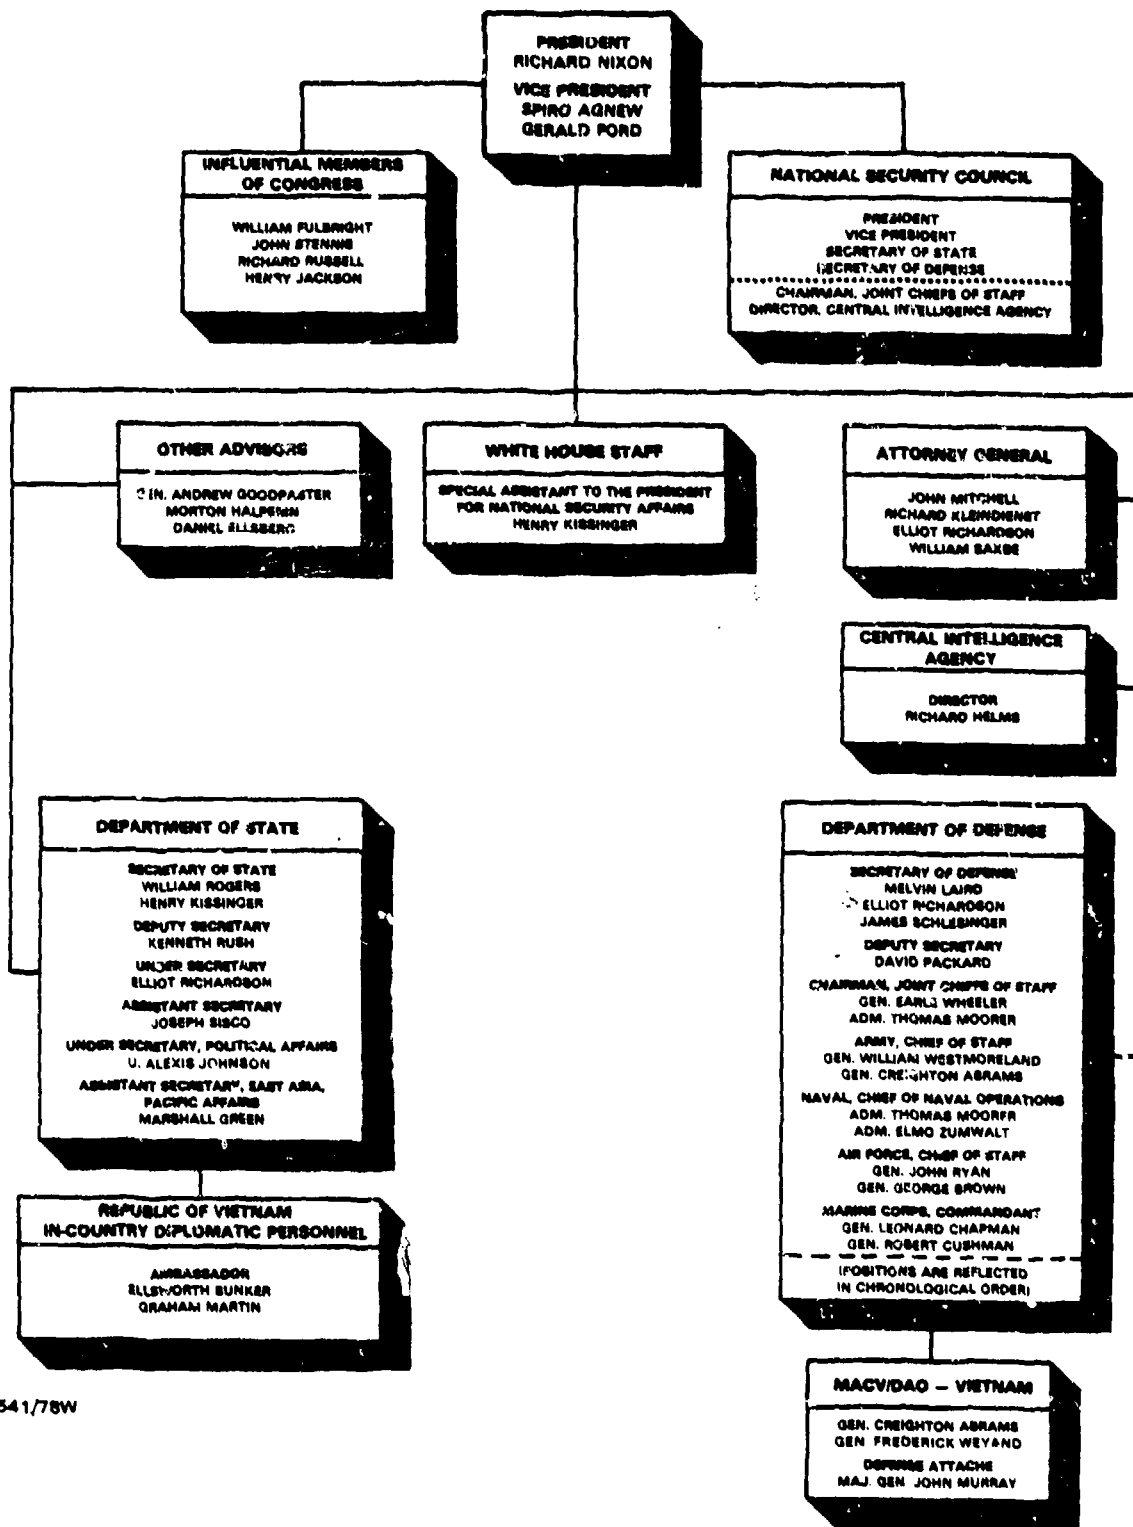 PRESIDENT
RICHARD NIXON
VICE PRESIDENT
SPIRO AGNEW
GERALD FORD
INFLUENTIAL MEMBERS
OF CONGRESS
WILLIAM FULBRIGHT
JOHN STENNIS
RICHARD RUSSELL
HENRY JACKSON
NATIONAL SECURITY COUNCIL
PRESIDENT
VICE PRESIDENT
SECRETARY OF STATE
SECRETARY OF DEFENSE
CHAIRMAN, JOINT CHIEFS OF STAFF
DIRECTOR, CENTRAL INTELLIGENCE AGENCY
OTHER ADVISORS
GEN. ANDREW GOODPASTER
MORTON HALPERIN
DANIEL ELLSBERG
WHITE HOUSE STAFF
SPECIAL ASSISTANT TO THE PRESIDENT
FOR NATIONAL SECURITY AFFAIRS
HENRY KISSINGER
ATTORNEY GENERAL
JOHN MITCHELL
RICHARD KLEINDIENST
ELLIOT RICHARDSON
WILLIAM SAXBE
CENTRAL INTELLIGENCE
AGENCY
DIRECTOR
RICHARD HELMS
DEPARTMENT OF STATE
SECRETARY OF STATE
WILLIAM ROGERS
HENRY KISSINGER
DEPUTY SECRETARY
KENNETH RUSH
UNDER SECRETARY
ELLIOT RICHARDSON
ASSISTANT SECRETARY
JOSEPH SISCO
UNDER SECRETARY, POLITICAL AFFAIRS
U. ALEXIS JOHNSON
ASSISTANT SECRETARY, EAST ASIA,
PACIFIC AFFAIRS
MARSHALL GREEN
DEPARTMENT OF DEFENSE
SECRETARY OF DEFENSE
MELVIN LAIRD
ELLIOT RICHARDSON
JAMES SCHLESINGER
DEPUTY SECRETARY
DAVID PACKARD
CHAIRMAN, JOINT CHIEFS OF STAFF
GEN. EARLE WHEELER
ADM. THOMAS MOORER
ARMY, CHIEF OF STAFF
GEN. WILLIAM WESTMORELAND
GEN. CREIGHTON ABRAMS
NAVAL, CHIEF OF NAVAL OPERATIONS
ADM. THOMAS MOORER
ADM. ELMO ZUMWALT
AIR FORCE, CHIEF OF STAFF
GEN. JOHN RYAN
GEN. GEORGE BROWN
MARINE CORPS, COMMANDANT
GEN. LEONARD CHAPMAN
GEN. ROBERT CUSHMAN
(POSITIONS ARE REFLECTED
IN CHRONOLOGICAL ORDER)
REPUBLIC OF VIETNAM
IN-COUNTRY DIPLOMATIC PERSONNEL
AMBASSADOR
ELLSWORTH BUNKER
GRAHAM MARTIN
MACV/DAO – VIETNAM
GEN. CREIGHTON ABRAMS
GEN FREDERICK WEYAND
DEFENSE ATTACHE
MAJ. GEN. JOHN MURRAY
541/78W